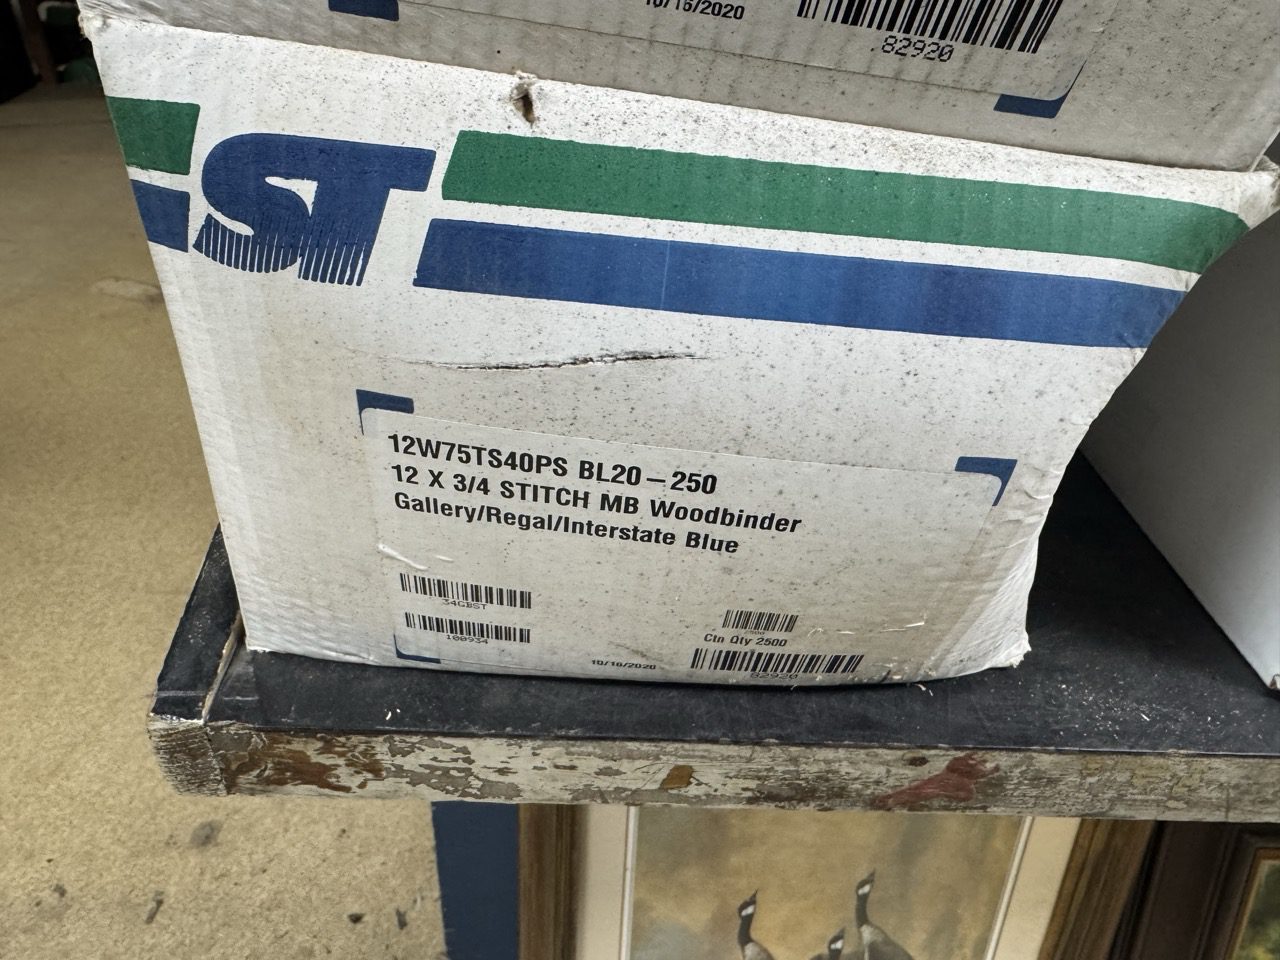 10/16/2020
82920
ST
12W75TS40PS BL20-250
12 X 3/4 STITCH MB Woodbinder
Gallery/Regal/Interstate Blue
34GBST
100934
2500
Ctn Qty 2500
10/16/2020
82920